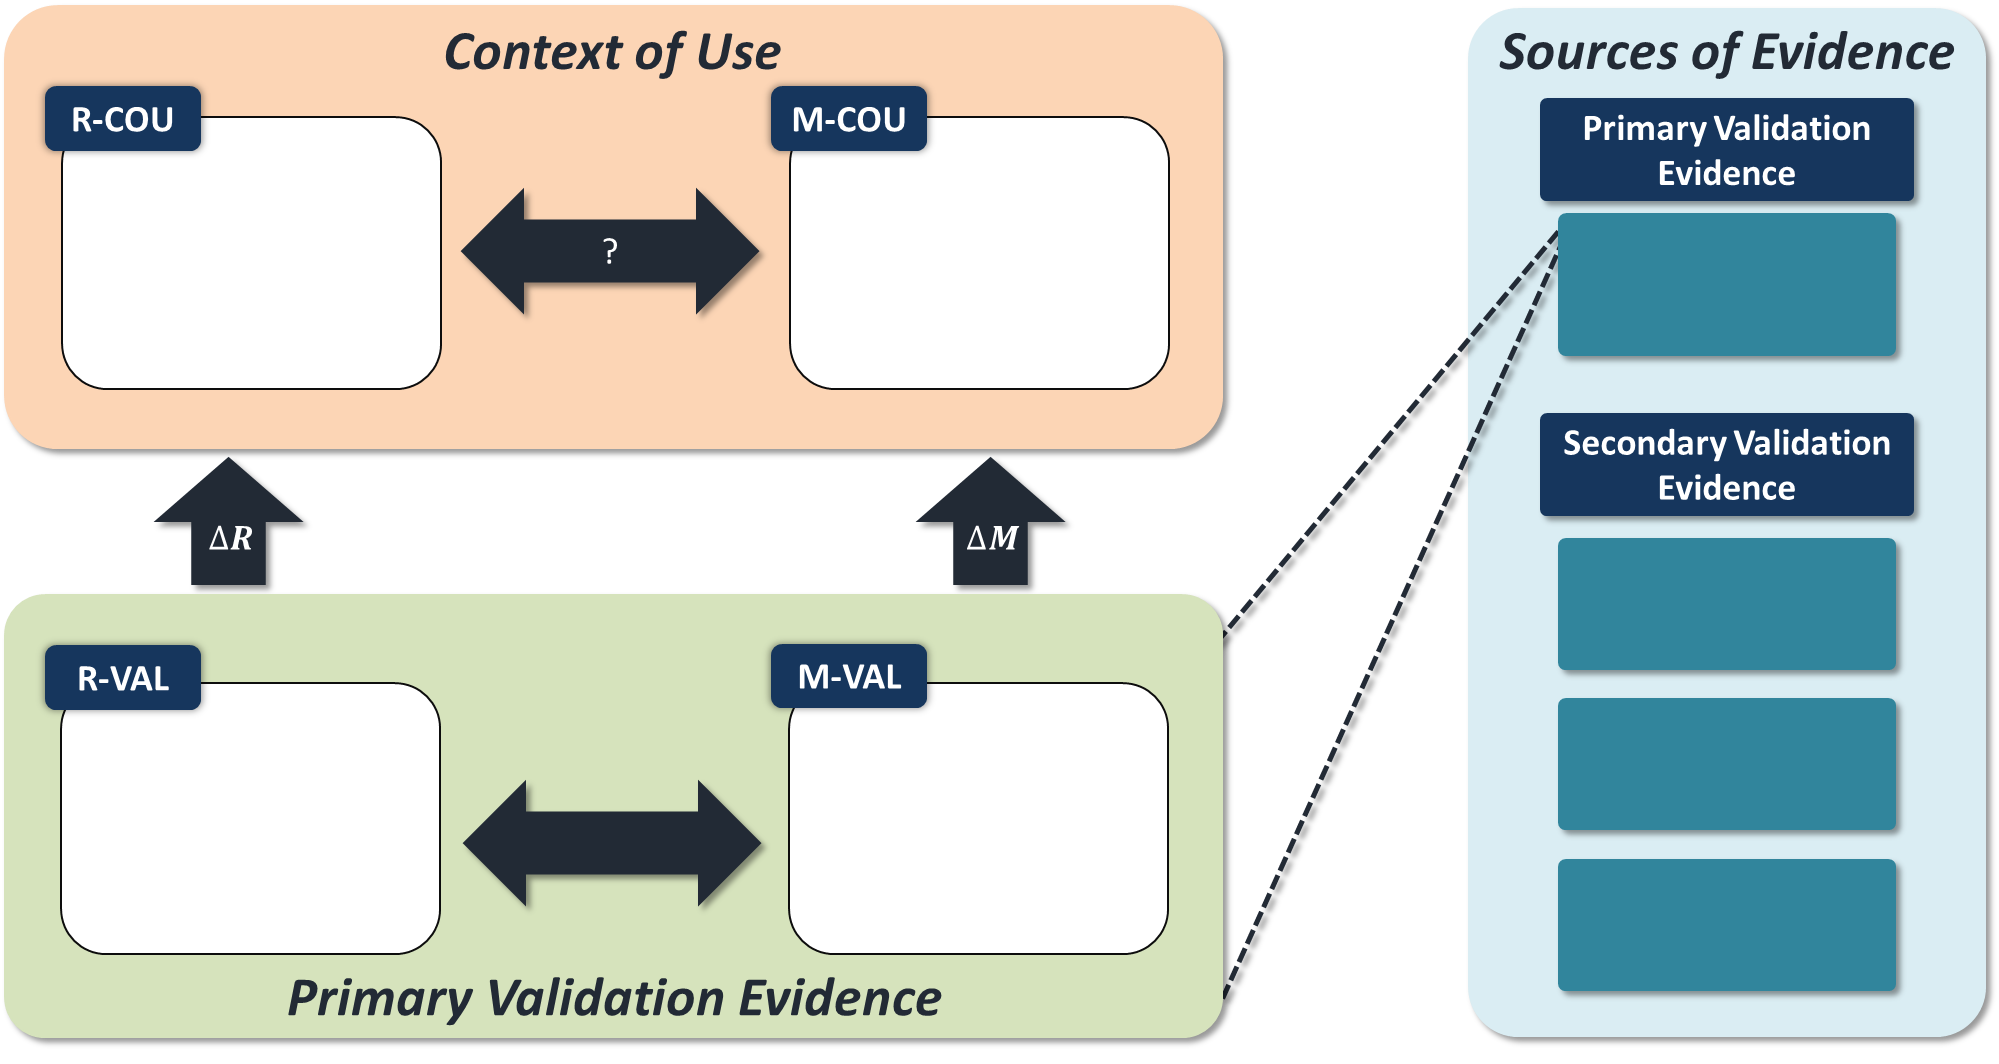 Context of Use
R-COU
M-COU
?
ΔR
ΔM
R-VAL
M-VAL
Primary Validation Evidence
Sources of Evidence
Primary Validation
Evidence
Secondary Validation
Evidence